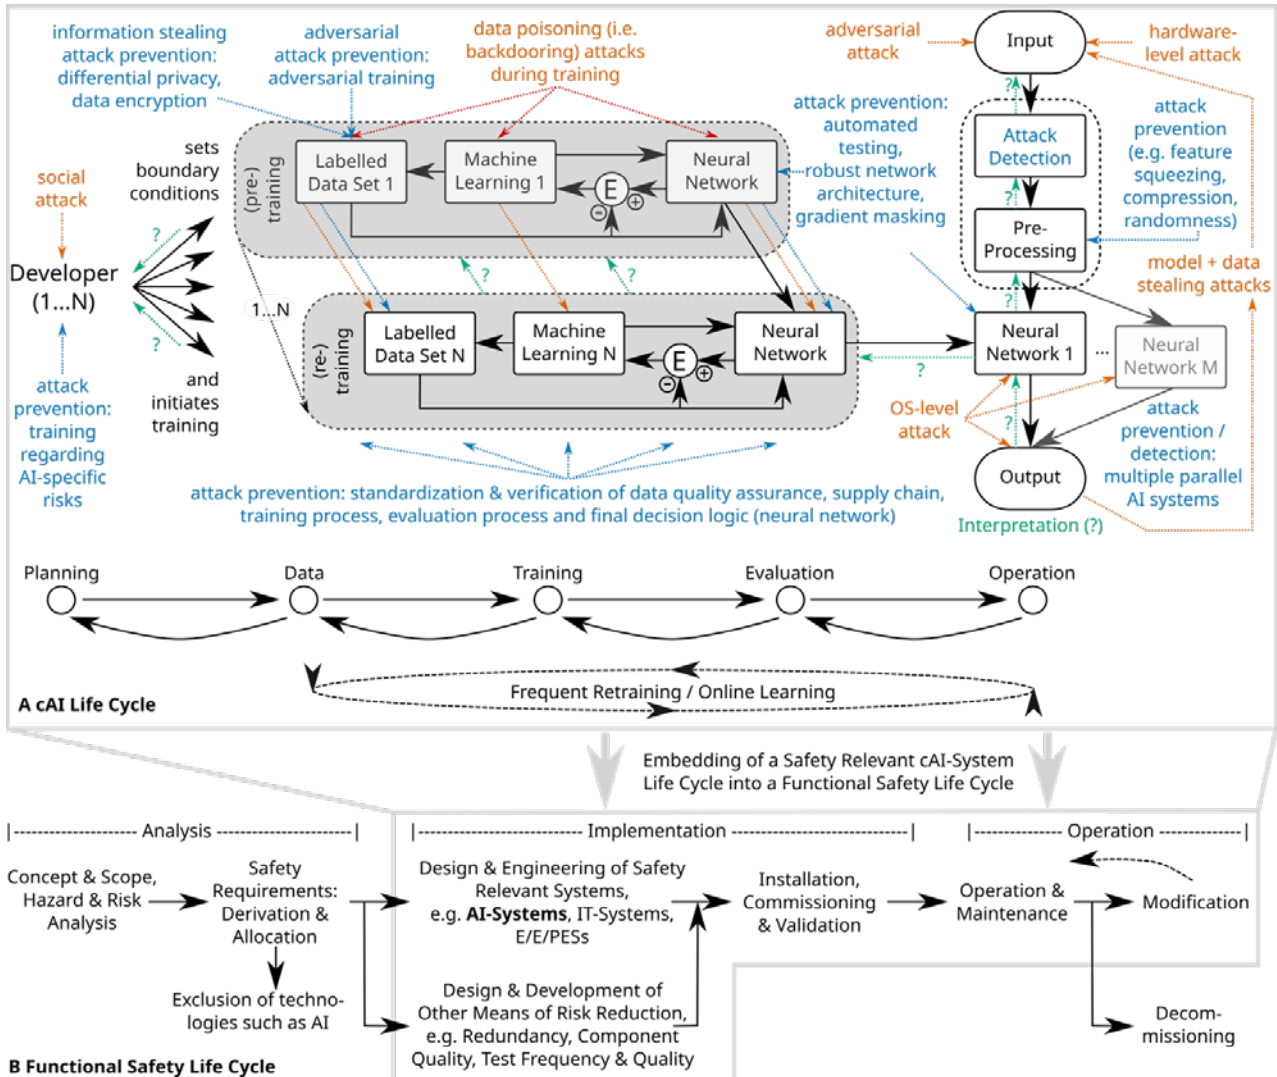 information stealing
attack prevention:
differential privacy,
data encryption
adversarial
attack prevention:
adversarial training
data poisoning (i.e.
backdooring) attacks
during training
adversarial
attack
Input
hardware-
level attack
sets
boundary
conditions
social
attack
Developer
(1...N)
?
?
attack
prevention:
training
regarding
AI-specific
risks
and
initiates
training
(pre-)
training
Labelled
Data Set 1
Machine
Learning 1
E
Neural
Network
?
?
1...N
(re-)
training
Labelled
Data Set N
Machine
Learning N
E
Neural
Network
attack prevention:
automated
testing,
robust network
architecture,
gradient masking
?
Attack
Detection
?
Pre-
Processing
?
attack
prevention
(e.g. feature
squeezing,
compression,
randomness)
model + data
stealing attacks
Neural
Network 1
...
Neural
Network M
?
OS-level
attack
?
Output
Interpretation (?)
attack
prevention /
detection:
multiple parallel
AI systems
attack prevention: standardization & verification of data quality assurance, supply chain,
training process, evaluation process and final decision logic (neural network)
Planning
Data
Training
Evaluation
Operation
Frequent Retraining / Online Learning
A cAI Life Cycle
Embedding of a Safety Relevant cAI-System
Life Cycle into a Functional Safety Life Cycle
Analysis
Implementation
Operation
Concept & Scope,
Hazard & Risk
Analysis
Safety
Requirements:
Derivation &
Allocation
Exclusion of techno-
logies such as AI
Design & Engineering of Safety
Relevant Systems,
e.g. AI-Systems, IT-Systems,
E/E/PESs
Design & Development of
Other Means of Risk Reduction,
e.g. Redundancy, Component
Quality, Test Frequency & Quality
Installation,
Commissioning
& Validation
Operation &
Maintenance
Modification
Decom-
missioning
B Functional Safety Life Cycle